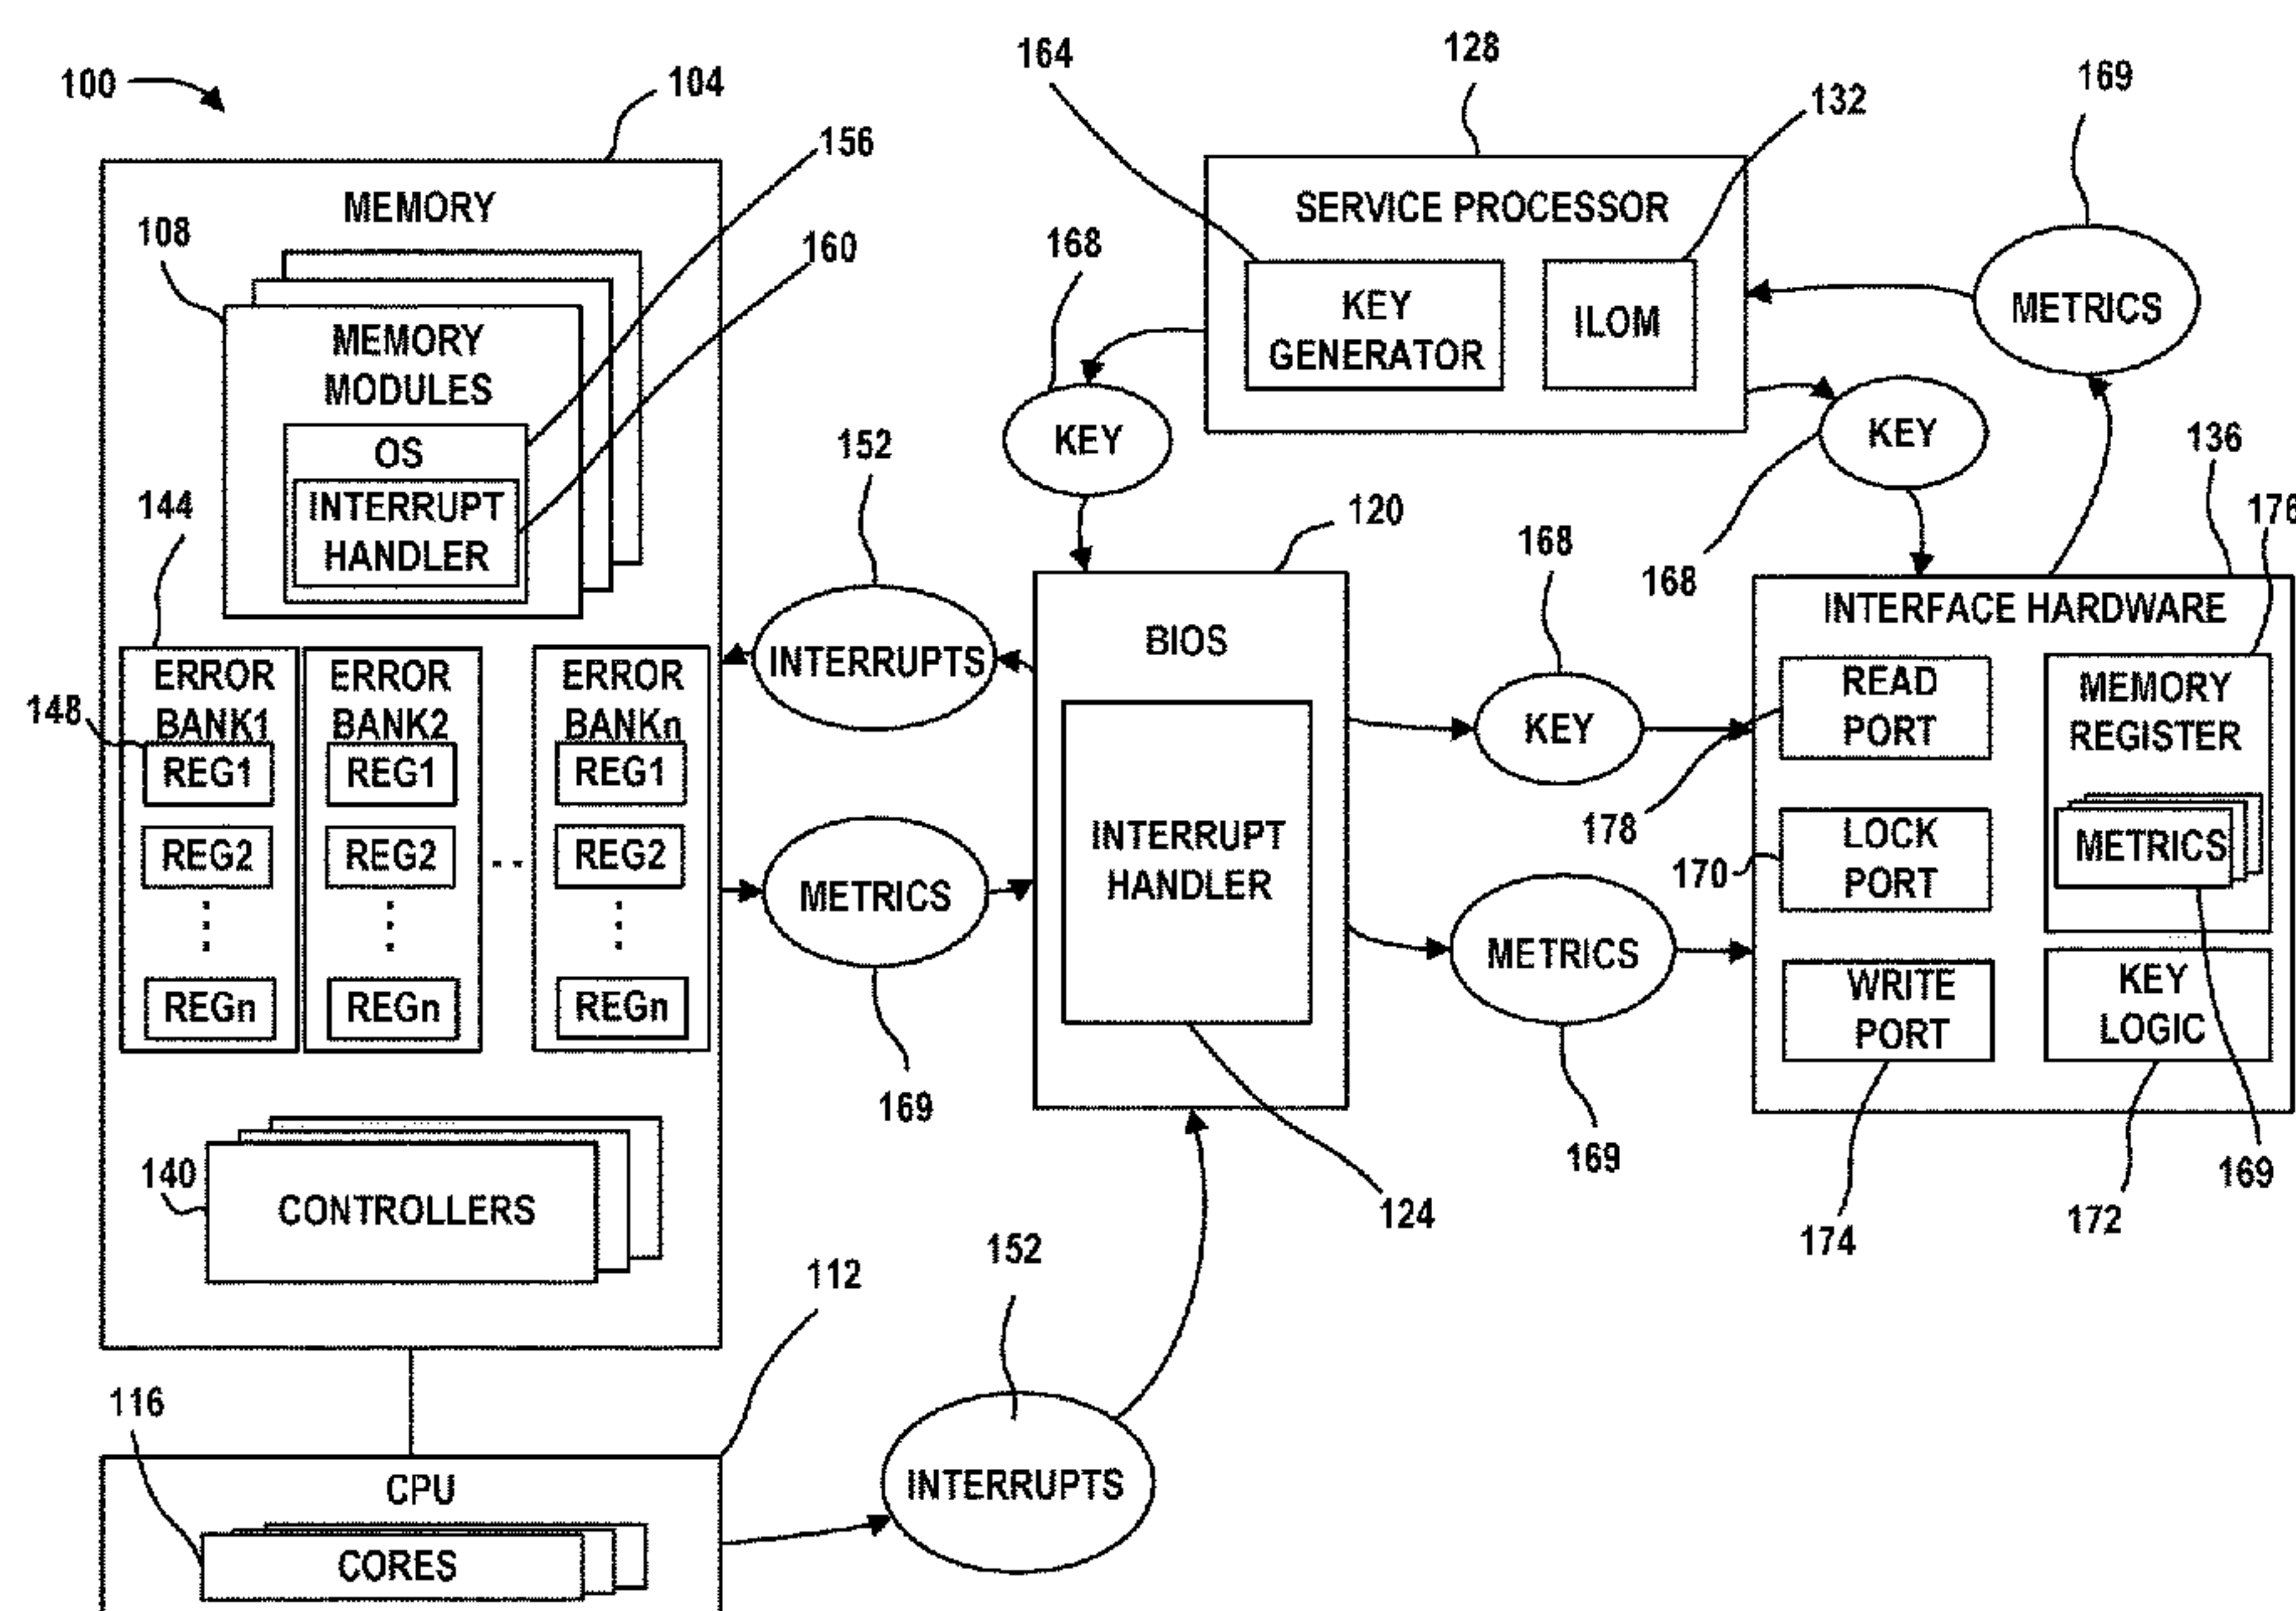 100
104
156
MEMORY
108
160
MEMORY
MODULES
OS
INTERRUPT
HANDLER
144
ERROR
BANK1
ERROR
BANK2
ERROR
BANKn
148
REG1
REG1
REG1
REG2
REG2
. .
REG2
REGn
REGn
REGn
140
CONTROLLERS
112
116
CPU
CORES
152
INTERRUPTS
152
INTERRUPTS
METRICS
169
164
128
132
SERVICE PROCESSOR
KEY
GENERATOR
ILOM
168
KEY
169
METRICS
KEY
168
120
BIOS
INTERRUPT
HANDLER
124
168
KEY
METRICS
169
136
176
INTERFACE HARDWARE
178
READ
PORT
MEMORY
REGISTER
METRICS
170
LOCK
PORT
WRITE
PORT
KEY
LOGIC
174
172
169